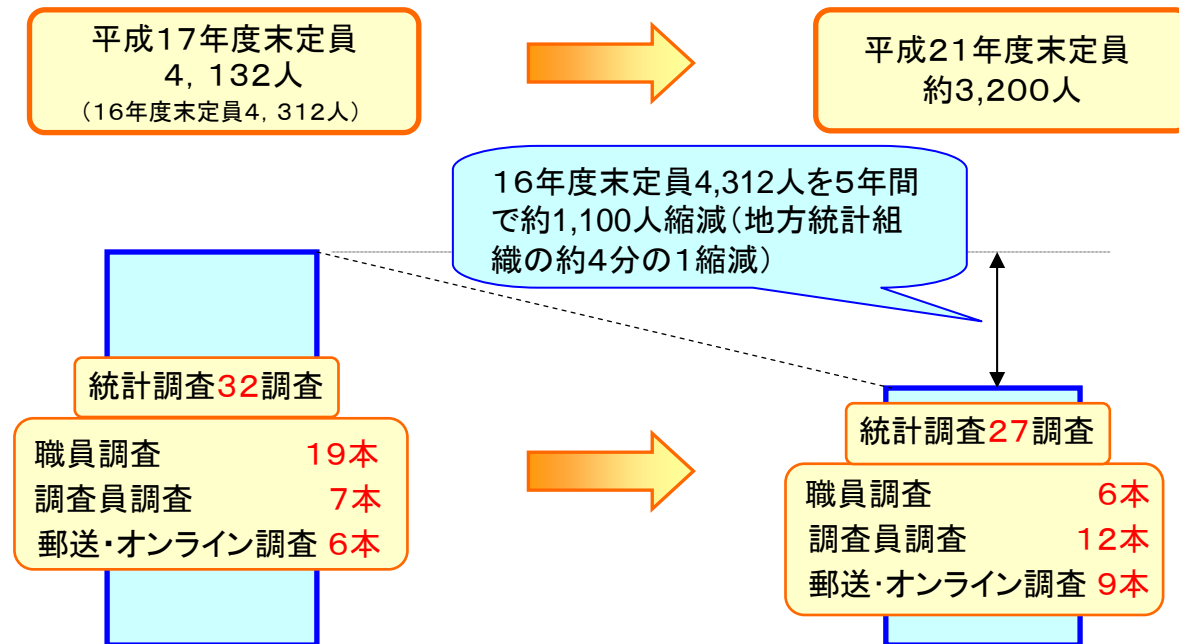 平成17年度末定員
4，132人
（16年度末定員4，312人）
平成21年度末定員
約3,200人
16年度末定員4,312人を5年間
で約1,100人縮減（地方統計組
織の約4分の1縮減）
統計調査32調査
職員調査 19本
調査員調査 7本
郵送・オンライン調査 6本
統計調査27調査
職員調査 6本
調査員調査 12本
郵送・オンライン調査 9本